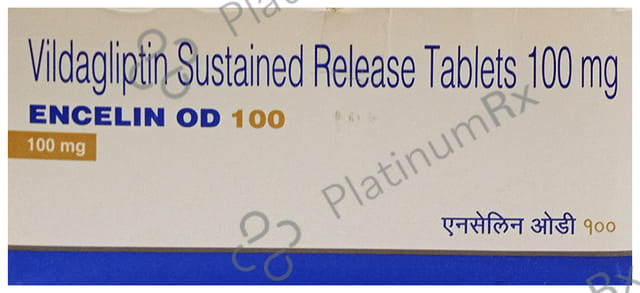 Vildagliptin Sustained Release Tablets 100 mg
ENCELIN OD 100
100 mg
PlatinumRx
एनसेलिन ओडी १००